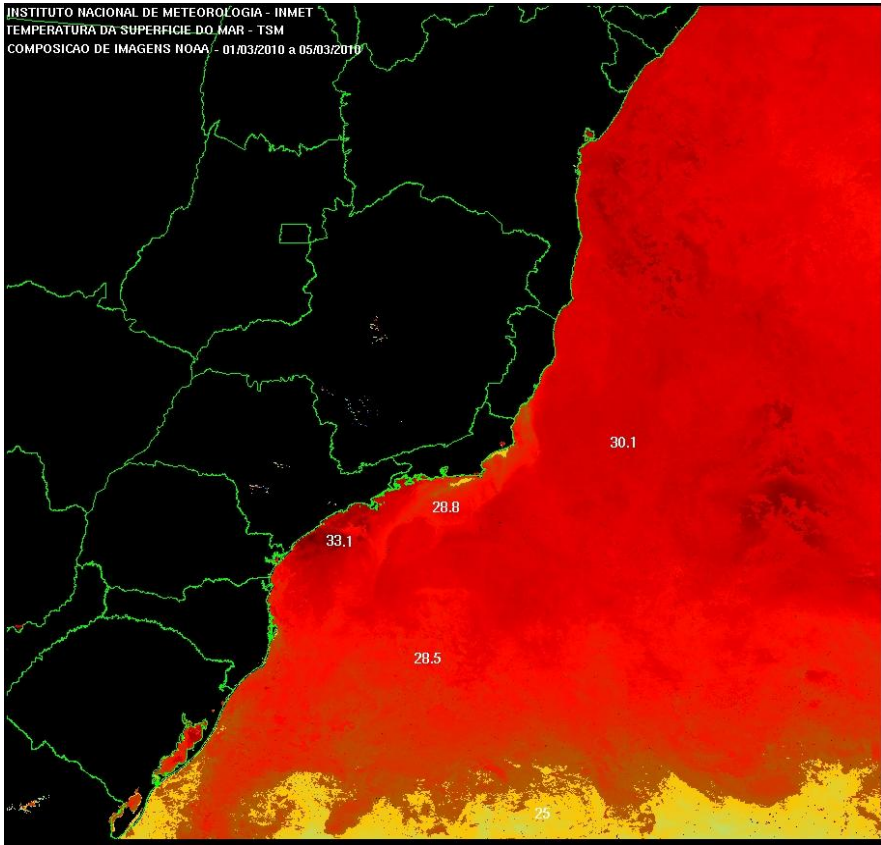 INSTITUTO NACIONAL DE METEOROLOGIA - INMET
TEMPERATURA DA SUPERFICIE DO MAR - TSM
COMPOSICAO DE IMAGENS NOAA - 01/03/2010 a 05/03/2010
30.1
28.8
33.1
28.5
25